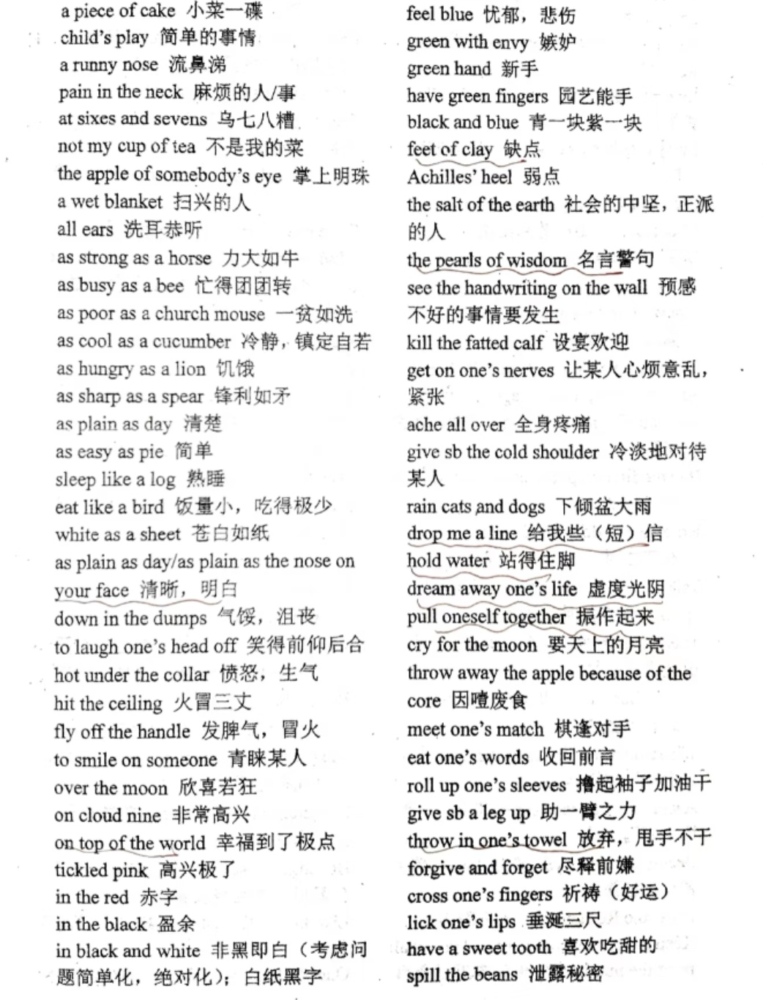 a piece of cake 小菜一碟
child's play 简单的事情
a runny nose 流鼻涕
pain in the neck 麻烦的人/事
at sixes and sevens 乌七八糟
not my cup of tea 不是我的菜
the apple of somebody's eye 掌上明珠
a wet blanket 扫兴的人
all ears 洗耳恭听
as strong as a horse 力大如牛
as busy as a bee 忙得团团转
as poor as a church mouse 一贫如洗
as cool as a cucumber 冷静，镇定自若
as hungry as a lion 饥饿
as sharp as a spear 锋利如矛
as plain as day 清楚
as easy as pie 简单
sleep like a log 熟睡
eat like a bird 饭量小，吃得极少
white as a sheet 苍白如纸
as plain as day/as plain as the nose on
your face 清晰，明白
down in the dumps 气馁，沮丧
to laugh one's head off 笑得前仰后合
hot under the collar 愤怒，生气
hit the ceiling 火冒三丈
fly off the handle 发脾气，冒火
to smile on someone 青睐某人
over the moon 欣喜若狂
on cloud nine 非常高兴
on top of the world 幸福到了极点
tickled pink 高兴极了
in the red 赤字
in the black 盈余
in black and white 非黑即白（考虑问
题简单化，绝对化）；白纸黑字
feel blue 忧郁，悲伤
green with envy 嫉妒
green hand 新手
have green fingers 园艺能手
black and blue 青一块紫一块
feet of clay 缺点
Achilles' heel 弱点
the salt of the earth 社会的中坚，正派
的人
the pearls of wisdom 名言警句
see the handwriting on the wall 预感
不好的事情要发生
kill the fatted calf 设宴欢迎
get on one's nerves 让某人心烦意乱，
紧张
ache all over 全身疼痛
give sb the cold shoulder 冷淡地对待
某人
rain cats and dogs 下倾盆大雨
drop me a line 给我些（短）信
hold water 站得住脚
dream away one's life 虚度光阴
pull oneself together 振作起来
cry for the moon 要天上的月亮
throw away the apple because of the
core 因噎废食
meet one's match 棋逢对手
eat one's words 收回前言
roll up one's sleeves 撸起袖子加油干
give sb a leg up 助一臂之力
throw in one's towel 放弃，甩手不干
forgive and forget 尽释前嫌
cross one's fingers 祈祷（好运）
lick one's lips 垂涎三尺
have a sweet tooth 喜欢吃甜的
spill the beans 泄露秘密